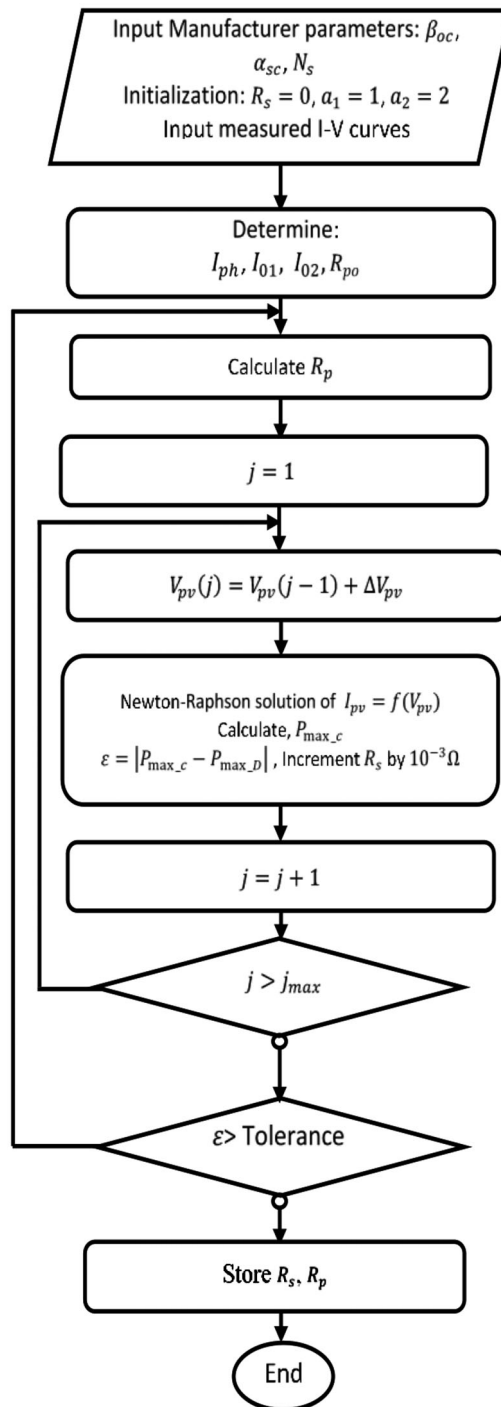 Input Manufacturer parameters: β_oc,
α_sc, N_s
Initialization: R_s = 0, a_1 = 1, a_2 = 2
Input measured I-V curves
Determine:
I_ph, I_01, I_02, R_po
Calculate R_p
j = 1
V_pv(j) = V_pv(j − 1) + ΔV_pv
Newton-Raphson solution of I_pv = f(V_pv)
Calculate, P_max_c
ε = |P_max_c − P_max_D| , Increment R_s by 10^−3Ω
j = j + 1
j > j_max
ε> Tolerance
Store R_s, R_p
End